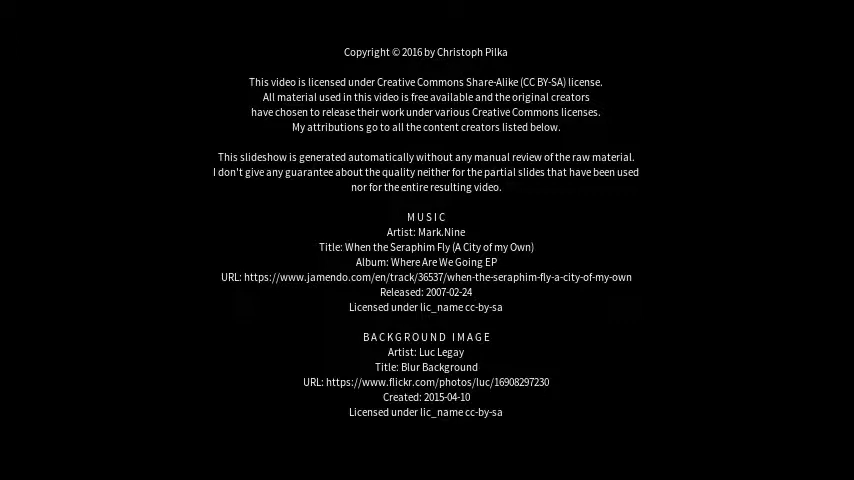 Copyright © 2016 by Christoph Pilka
This video is licensed under Creative Commons Share-Alike (CC BY-SA) license.
All material used in this video is free available and the original creators
have chosen to release their work under various Creative Commons licenses.
My attributions go to all the content creators listed below.
This slideshow is generated automatically without any manual review of the raw material.
I don't give any guarantee about the quality neither for the partial slides that have been used
nor for the entire resulting video.
M U S I C
Artist: Mark.Nine
Title: When the Seraphim Fly (A City of my Own)
Album: Where Are We Going EP
URL: https://www.jamendo.com/en/track/36537/when-the-seraphim-fly-a-city-of-my-own
Released: 2007-02-24
Licensed under lic_name cc-by-sa
B A C K G R O U N D   I M A G E
Artist: Luc Legay
Title: Blur Background
URL: https://www.flickr.com/photos/luc/16908297230
Created: 2015-04-10
Licensed under lic_name cc-by-sa